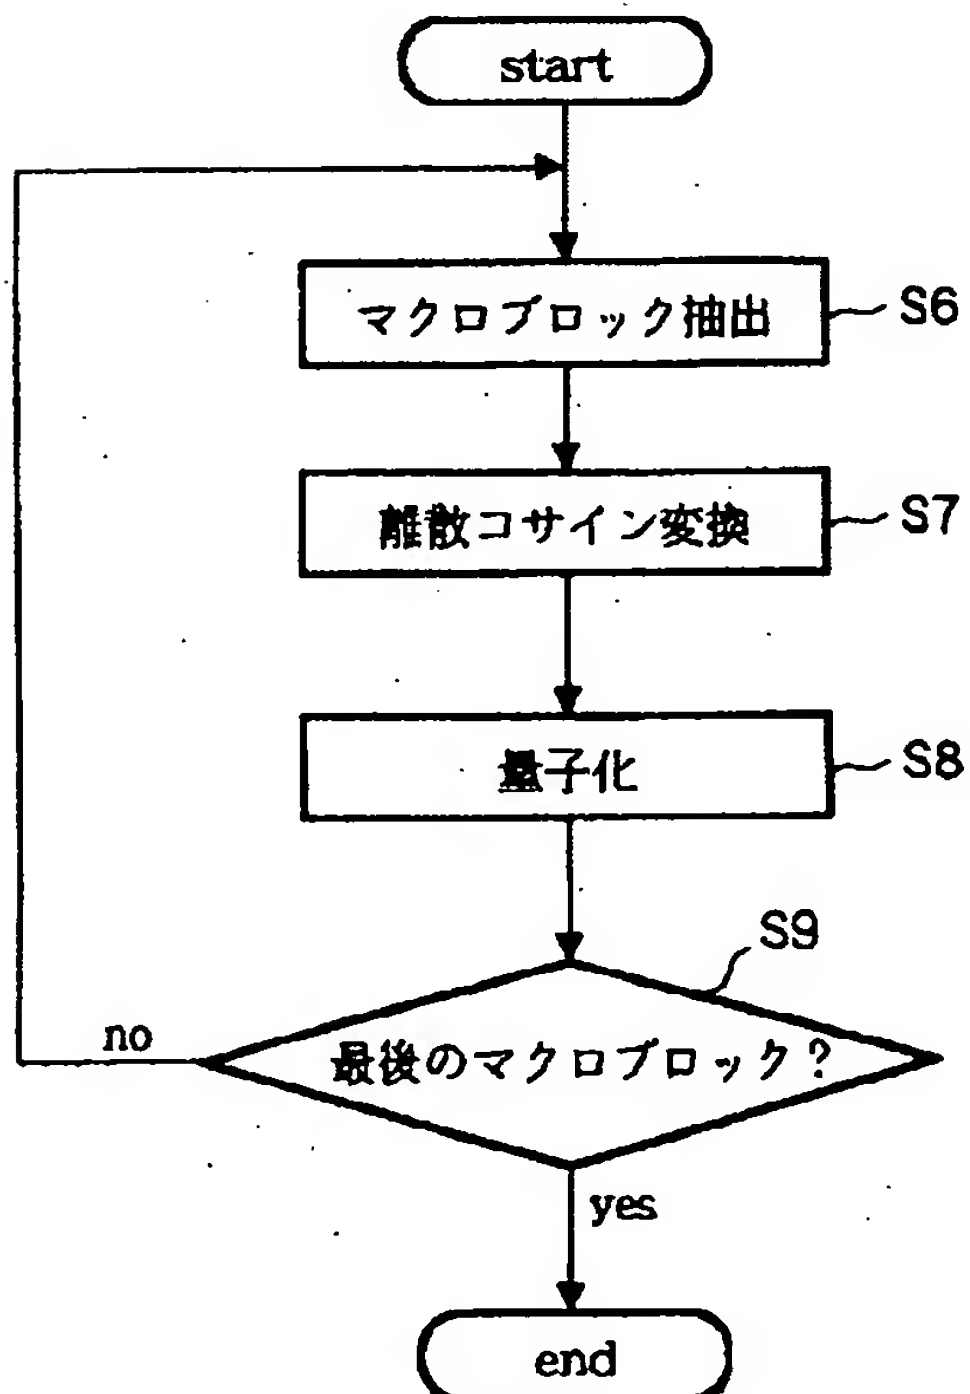 start
マクロブロック抽出
S6
離散コサイン変換
S7
量子化
S8
S9
最後のマクロブロック?
no
yes
end